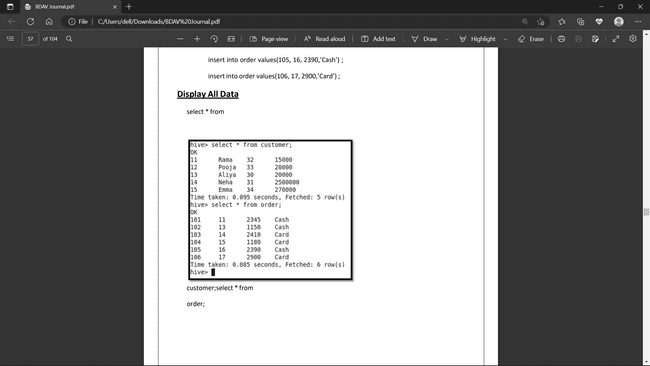 BDAV Journal.pdf
File C:/Users/dell/Downloads/BDAV%20Journal.pdf
57 of 104 Page view Read aloud Add text Draw Highlight Erase
insert into order values(105, 16, 2390,'Cash') ;
insert into order values(106, 17, 2900,'Card') ;
Display All Data
select * from
hive> select * from customer;
OK
11 Rama 32 15000
12 Pooja 33 20000
13 Aliya 30 20000
14 Neha 31 2500000
15 Emma 34 270000
Time taken: 0.095 seconds, Fetched: 5 row(s)
hive> select * from order;
OK
101 11 2345 Cash
102 13 1150 Cash
103 14 2410 Card
104 15 1180 Card
105 16 2390 Cash
106 17 2900 Card
Time taken: 0.085 seconds, Fetched: 6 row(s)
hive>
customer;select * from
order;